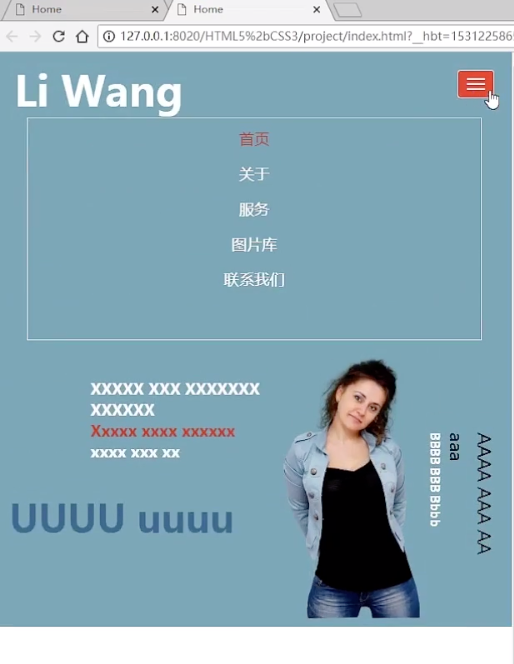 Home
Home
127.0.0.1:8020/HTML5%2bCSS3/project/index.html?__hbt=153122586
Li Wang
首页
关于
服务
图片库
联系我们
XXXXX XXX XXXXXXX
XXXXXX
Xxxxx xxxx xxxxxx
xxxx xxx xx
UUUU uuuu
AAAA AAA AA
aaa
BBBB BBB Bbbb